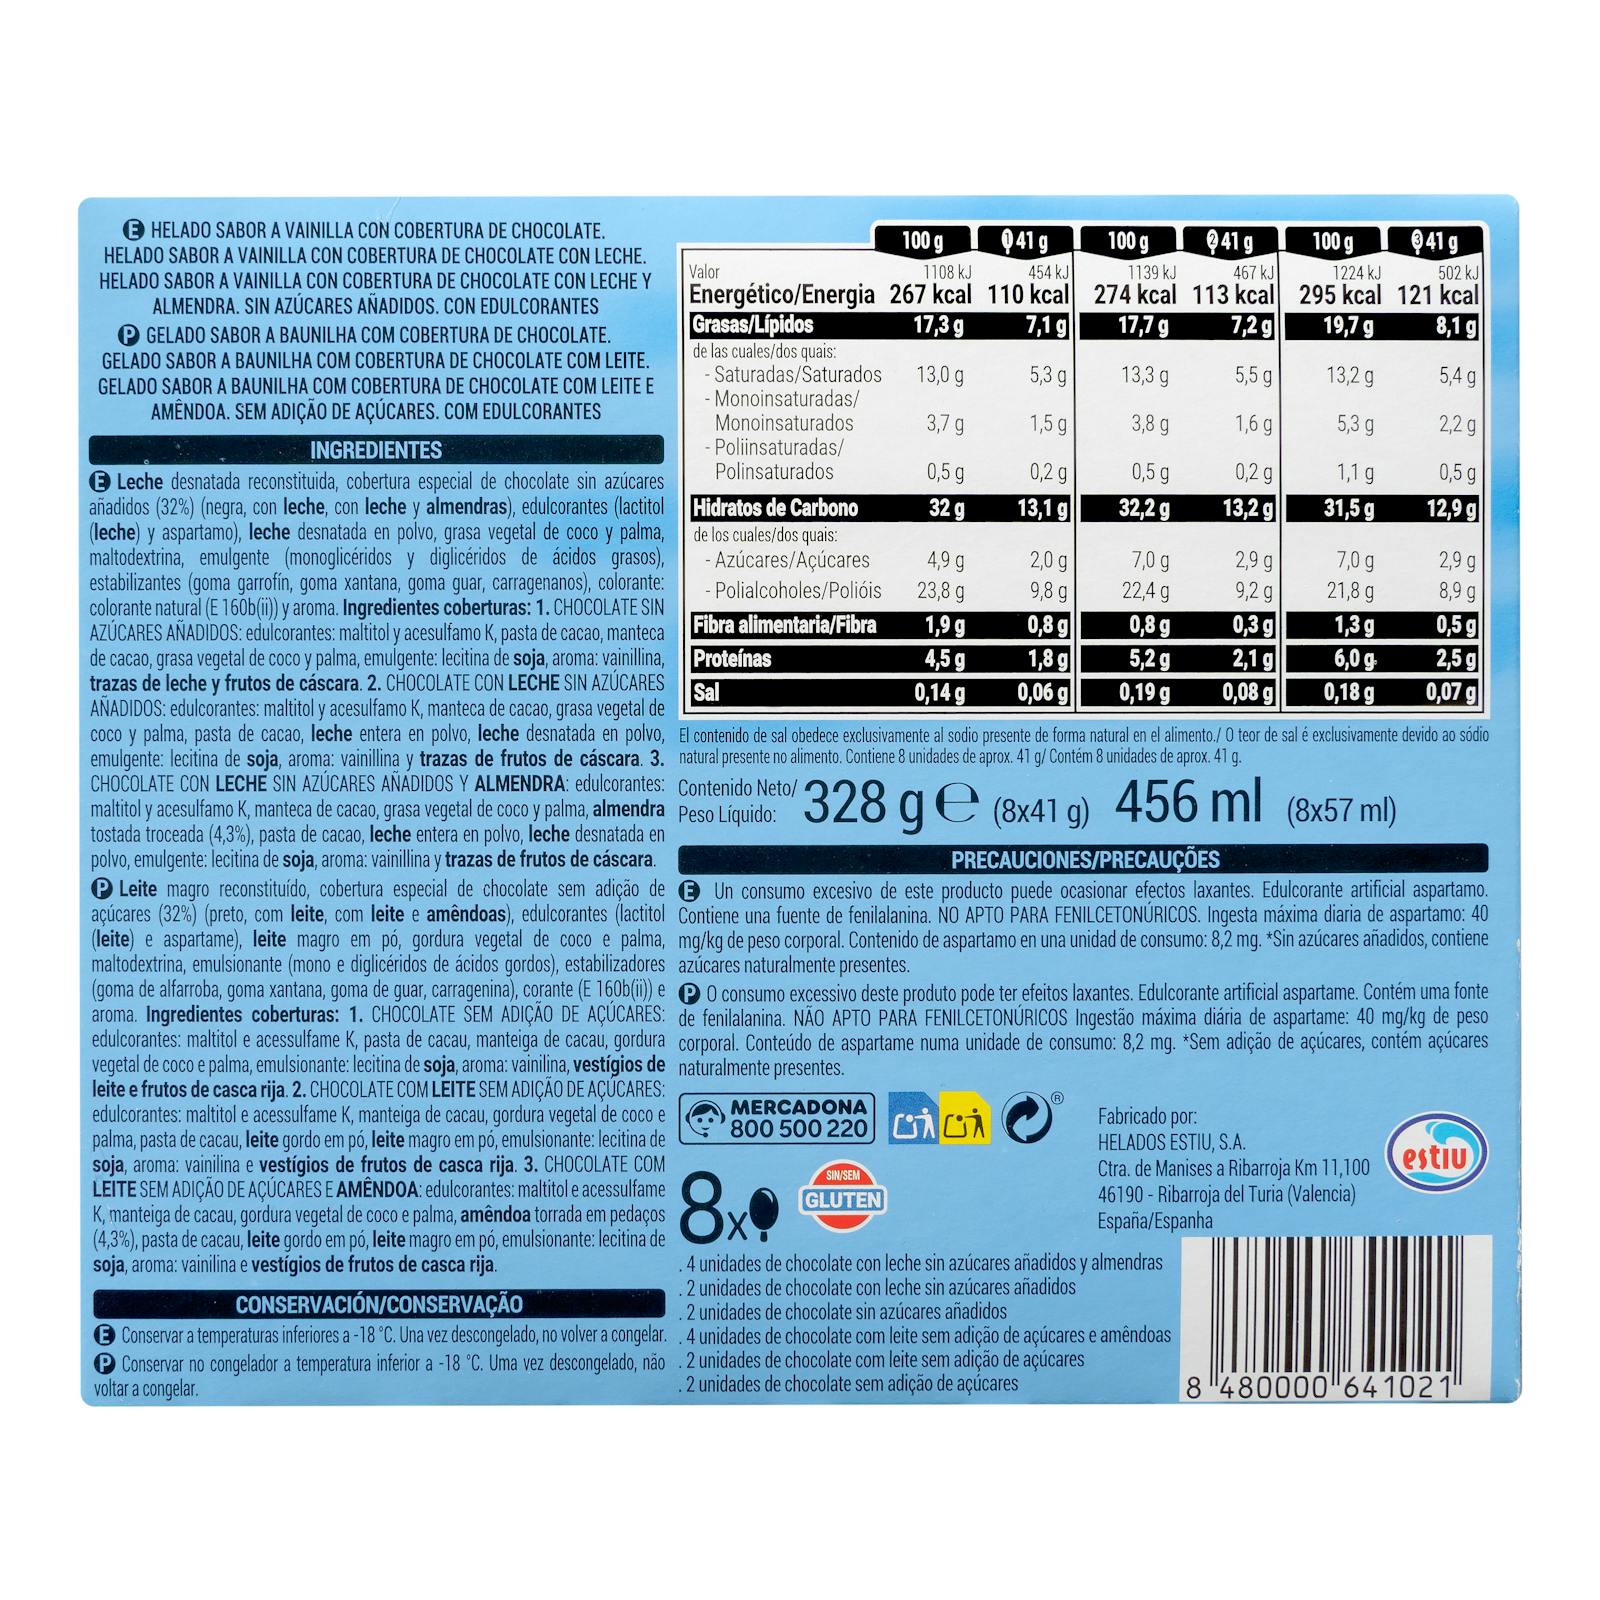 E HELADO SABOR A VAINILLA CON COBERTURA DE CHOCOLATE.
HELADO SABOR A VAINILLA CON COBERTURA DE CHOCOLATE CON LECHE.
HELADO SABOR A VAINILLA CON COBERTURA DE CHOCOLATE CON LECHE Y
ALMENDRA. SIN AZÚCARES AÑADIDOS. CON EDULCORANTES
P GELADO SABOR A BAUNILHA COM COBERTURA DE CHOCOLATE.
GELADO SABOR A BAUNILHA COM COBERTURA DE CHOCOLATE COM LEITE.
GELADO SABOR A BAUNILHA COM COBERTURA DE CHOCOLATE COM LEITE E
AMÊNDOA. SEM ADIÇÃO DE AÇÚCARES. COM EDULCORANTES
INGREDIENTES
E Leche desnatada reconstituida, cobertura especial de chocolate sin azúcares
añadidos (32%) (negra, con leche, con leche y almendras), edulcorantes (lactitol
(leche) y aspartamo), leche desnatada en polvo, grasa vegetal de coco y palma,
maltodextrina, emulgente (monoglicéridos y diglicéridos de ácidos grasos),
estabilizantes (goma garrofín, goma xantana, goma guar, carragenanos), colorante:
colorante natural (E 160b(ii)) y aroma. Ingredientes coberturas: 1. CHOCOLATE SIN
AZÚCARES AÑADIDOS: edulcorantes: maltitol y acesulfamo K, pasta de cacao, manteca
de cacao, grasa vegetal de coco y palma, emulgente: lecitina de soja, aroma: vainillina,
trazas de leche y frutos de cáscara. 2. CHOCOLATE CON LECHE SIN AZÚCARES
AÑADIDOS: edulcorantes: maltitol y acesulfamo K, manteca de cacao, grasa vegetal de
coco y palma, pasta de cacao, leche entera en polvo, leche desnatada en polvo,
emulgente: lecitina de soja, aroma: vainillina y trazas de frutos de cáscara. 3.
CHOCOLATE CON LECHE SIN AZÚCARES AÑADIDOS Y ALMENDRA: edulcorantes:
maltitol y acesulfamo K, manteca de cacao, grasa vegetal de coco y palma, almendra
tostada troceada (4,3%), pasta de cacao, leche entera en polvo, leche desnatada en
polvo, emulgente: lecitina de soja, aroma: vainillina y trazas de frutos de cáscara.
P Leite magro reconstituído, cobertura especial de chocolate sem adição de
açúcares (32%) (preto, com leite, com leite e amêndoas), edulcorantes (lactitol
(leite) e aspartame), leite magro em pó, gordura vegetal de coco e palma,
maltodextrina, emulsionante (mono e diglicéridos de ácidos gordos), estabilizadores
(goma de alfarroba, goma xantana, goma de guar, carragenina), corante (E 160b(ii)) e
aroma. Ingredientes coberturas: 1. CHOCOLATE SEM ADIÇÃO DE AÇÚCARES:
edulcorantes: maltitol e acessulfame K, pasta de cacau, manteiga de cacau, gordura
vegetal de coco e palma, emulsionante: lecitina de soja, aroma: vainilina, vestígios de
leite e frutos de casca rija. 2. CHOCOLATE COM LEITE SEM ADIÇÃO DE AÇÚCARES:
edulcorantes: maltitol e acessulfame K, manteiga de cacau, gordura vegetal de coco e
palma, pasta de cacau, leite gordo em pó, leite magro em pó, emulsionante: lecitina de
soja, aroma: vainilina e vestígios de frutos de casca rija. 3. CHOCOLATE COM
LEITE SEM ADIÇÃO DE AÇÚCARES E AMÊNDOA: edulcorantes: maltitol e acessulfame
K, manteiga de cacau, gordura vegetal de coco e palma, amêndoa torrada em pedaços
(4,3%), pasta de cacau, leite gordo em pó, leite magro em pó, emulsionante: lecitina de
soja, aroma: vainilina e vestígios de frutos de casca rija.
CONSERVACIÓN/CONSERVAÇÃO
E Conservar a temperaturas inferiores a -18 °C. Una vez descongelado, no volver a congelar.
P Conservar no congelador a temperatura inferior a -18 °C. Uma vez descongelado, não
voltar a congelar.
100 g 1 41 g 100 g 2 41 g 100 g 3 41 g
Valor 1108 kJ 454 kJ 1139 kJ 467 kJ 1224 kJ 502 kJ
Energético/Energia 267 kcal 110 kcal 274 kcal 113 kcal 295 kcal 121 kcal
Grasas/Lípidos 17,3 g 7,1 g 17,7 g 7,2 g 19,7 g 8,1 g
de las cuales/dos quais:
- Saturadas/Saturados 13,0 g 5,3 g 13,3 g 5,5 g 13,2 g 5,4 g
- Monoinsaturadas/
Monoinsaturados 3,7 g 1,5 g 3,8 g 1,6 g 5,3 g 2,2 g
- Poliinsaturadas/
Polinsaturados 0,5 g 0,2 g 0,5 g 0,2 g 1,1 g 0,5 g
Hidratos de Carbono 32 g 13,1 g 32,2 g 13,2 g 31,5 g 12,9 g
de los cuales/dos quais:
- Azúcares/Açúcares 4,9 g 2,0 g 7,0 g 2,9 g 7,0 g 2,9 g
- Polialcoholes/Polióis 23,8 g 9,8 g 22,4 g 9,2 g 21,8 g 8,9 g
Fibra alimentaria/Fibra 1,9 g 0,8 g 0,8 g 0,3 g 1,3 g 0,5 g
Proteínas 4,5 g 1,8 g 5,2 g 2,1 g 6,0 g 2,5 g
Sal 0,14 g 0,06 g 0,19 g 0,08 g 0,18 g 0,07 g
El contenido de sal obedece exclusivamente al sodio presente de forma natural en el alimento./ O teor de sal é exclusivamente devido ao sódio
natural presente no alimento. Contiene 8 unidades de aprox. 41 g/ Contém 8 unidades de aprox. 41 g.
Contenido Neto/
Peso Líquido: 328 g e (8x41 g) 456 ml (8x57 ml)
PRECAUCIONES/PRECAUÇÕES
E Un consumo excesivo de este producto puede ocasionar efectos laxantes. Edulcorante artificial aspartamo.
Contiene una fuente de fenilalanina. NO APTO PARA FENILCETONÚRICOS. Ingesta máxima diaria de aspartamo: 40
mg/kg de peso corporal. Contenido de aspartamo en una unidad de consumo: 8,2 mg. *Sin azúcares añadidos, contiene
azúcares naturalmente presentes.
P O consumo excessivo deste produto pode ter efeitos laxantes. Edulcorante artificial aspartame. Contém uma fonte
de fenilalanina. NÃO APTO PARA FENILCETONÚRICOS Ingestão máxima diária de aspartame: 40 mg/kg de peso
corporal. Conteúdo de aspartame numa unidade de consumo: 8,2 mg. *Sem adição de açúcares, contém açúcares
naturalmente presentes.
MERCADONA
800 500 220
®
8x
SIN/SEM
GLUTEN
Fabricado por:
HELADOS ESTIU, S.A.
Ctra. de Manises a Ribarroja Km 11,100
46190 - Ribarroja del Turia (Valencia)
España/Espanha
estiu
. 4 unidades de chocolate con leche sin azúcares añadidos y almendras
. 2 unidades de chocolate con leche sin azúcares añadidos
. 2 unidades de chocolate sin azúcares añadidos
. 4 unidades de chocolate com leite sem adição de açúcares e amêndoas
. 2 unidades de chocolate com leite sem adição de açúcares
. 2 unidades de chocolate sem adição de açúcares
8 480000 641021